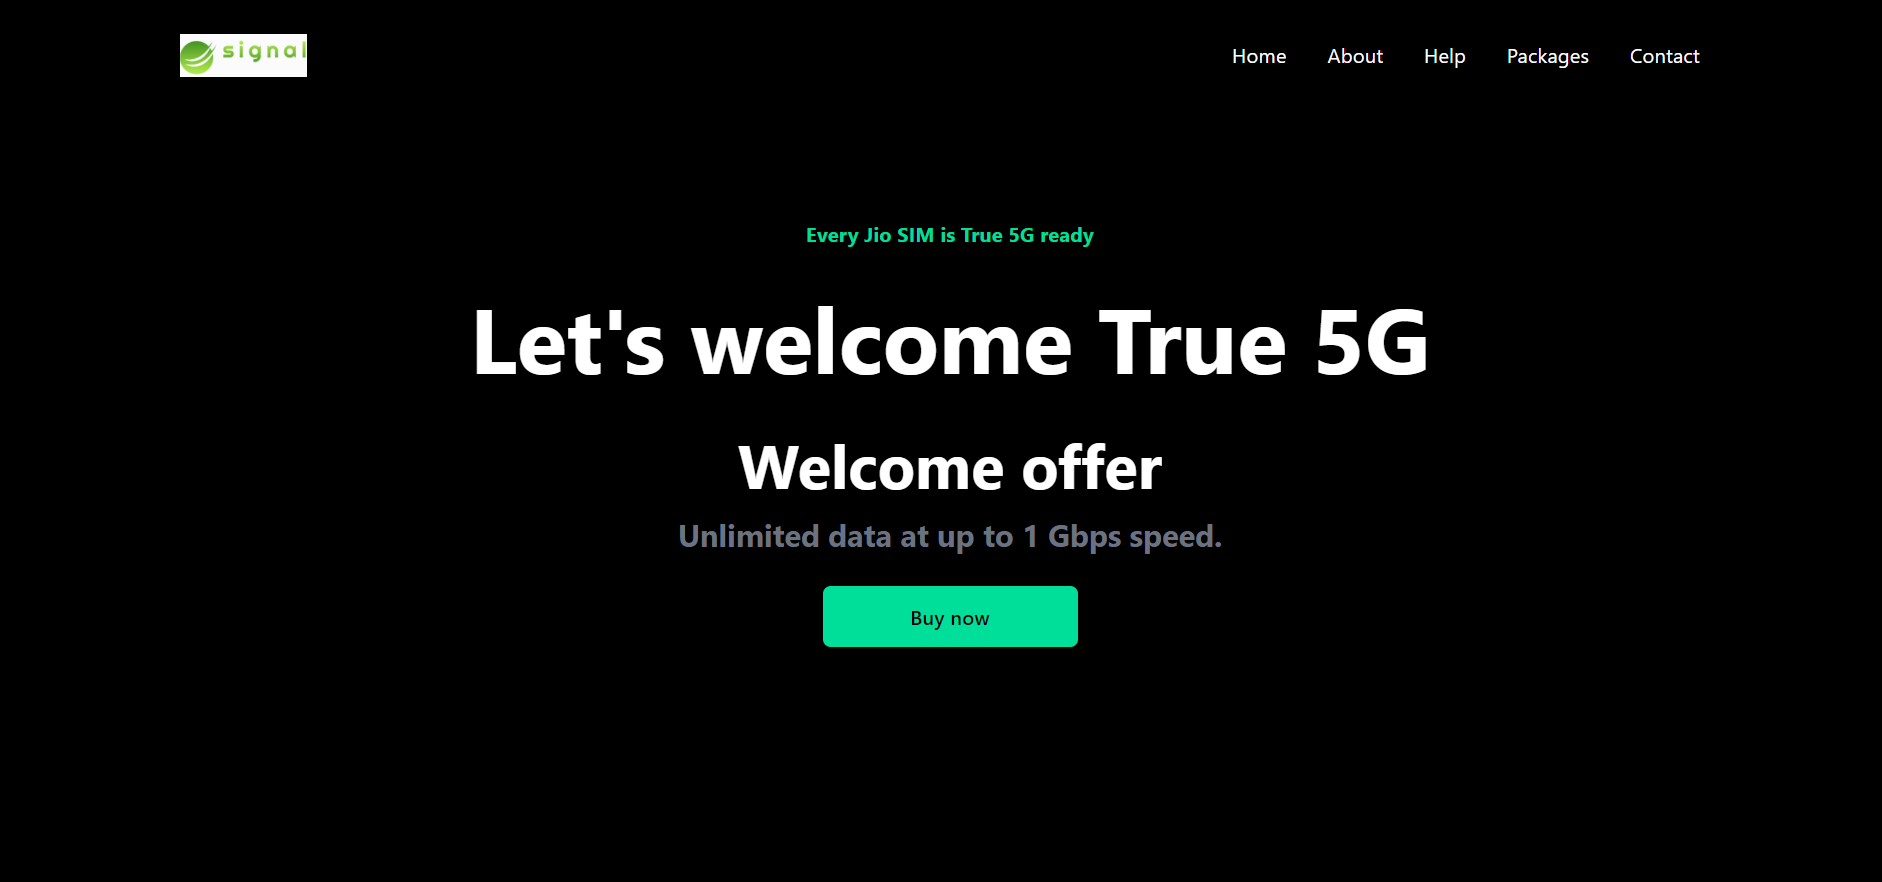 signal
Home About Help Packages Contact
Every Jio SIM is True 5G ready
Let's welcome True 5G
Welcome offer
Unlimited data at up to 1 Gbps speed.
Buy now